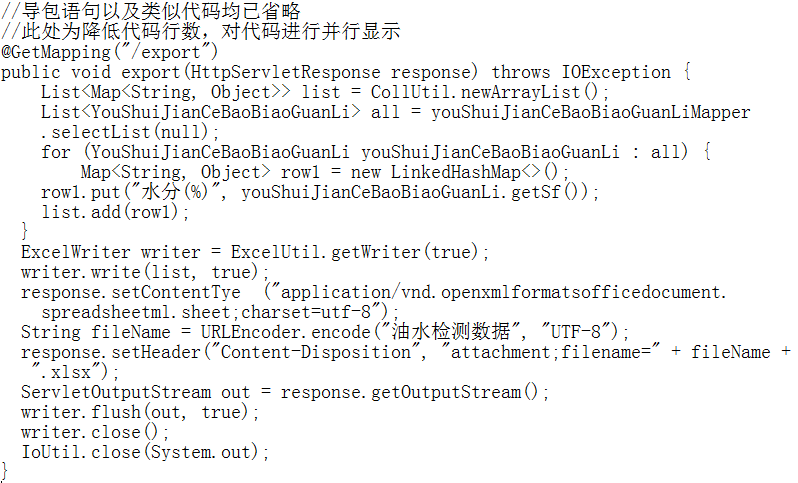 //导包语句以及类似代码均已省略
//此处为降低代码行数，对代码进行并行显示
@GetMapping("/export")
public void export(HttpServletResponse response) throws IOException {
List<Map<String, Object>> list = CollUtil.newArrayList();
List<YouShuiJianCeBaoBiaoGuanLi> all = youShuiJianCeBaoBiaoGuanLiMapper
.selectList(null);
for (YouShuiJianCeBaoBiaoGuanLi youShuiJianCeBaoBiaoGuanLi : all) {
Map<String, Object> row1 = new LinkedHashMap<>();
row1.put("水分(%)", youShuiJianCeBaoBiaoGuanLi.getSf());
list.add(row1);
}
ExcelWriter writer = ExcelUtil.getWriter(true);
writer.write(list, true);
response.setContentTye ("application/vnd.openxmlformatsofficedocument.
spreadsheetml.sheet;charset=utf-8");
String fileName = URLEncoder.encode("油水检测数据", "UTF-8");
response.setHeader("Content-Disposition", "attachment;filename=" + fileName +
".xlsx");
ServletOutputStream out = response.getOutputStream();
writer.flush(out, true);
writer.close();
IoUtil.close(System.out);
}